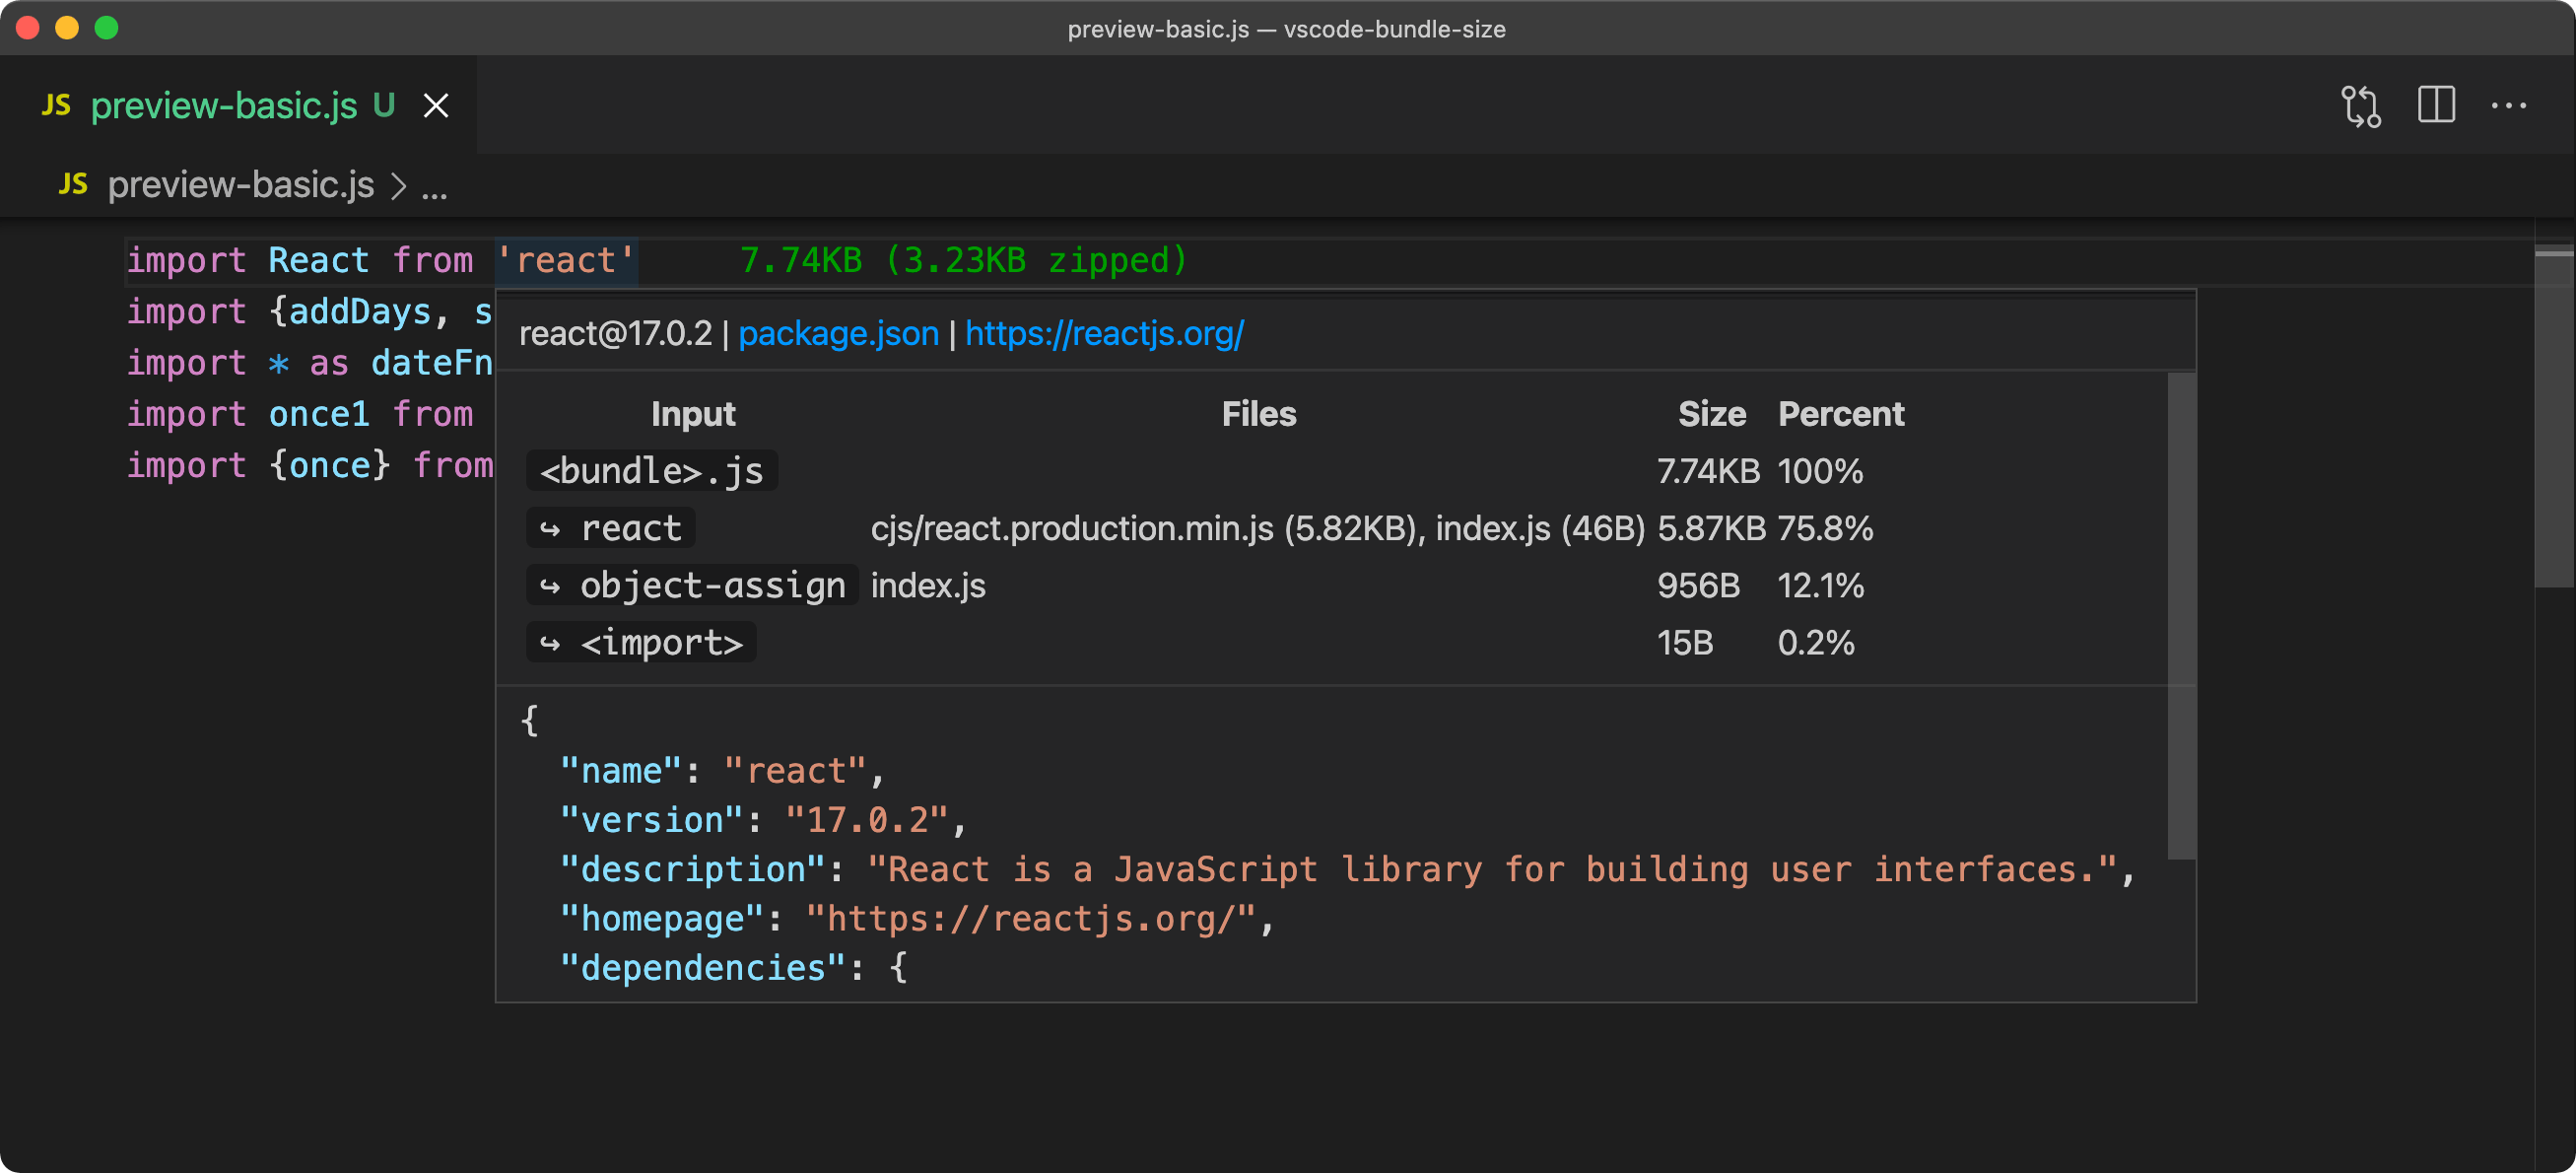 preview-basic.js — vscode-bundle-size
JS preview-basic.js U
JS preview-basic.js > ...
import React from 'react' 7.74KB (3.23KB zipped)
import {addDays, s
import * as dateFn
import once1 from
import {once} from
react@17.0.2 | package.json | https://reactjs.org/
Input Files Size Percent
<bundle>.js 7.74KB 100%
↪ react cjs/react.production.min.js (5.82KB), index.js (46B) 5.87KB 75.8%
↪ object-assign index.js 956B 12.1%
↪ <import> 15B 0.2%
{
"name": "react",
"version": "17.0.2",
"description": "React is a JavaScript library for building user interfaces.",
"homepage": "https://reactjs.org/",
"dependencies": {